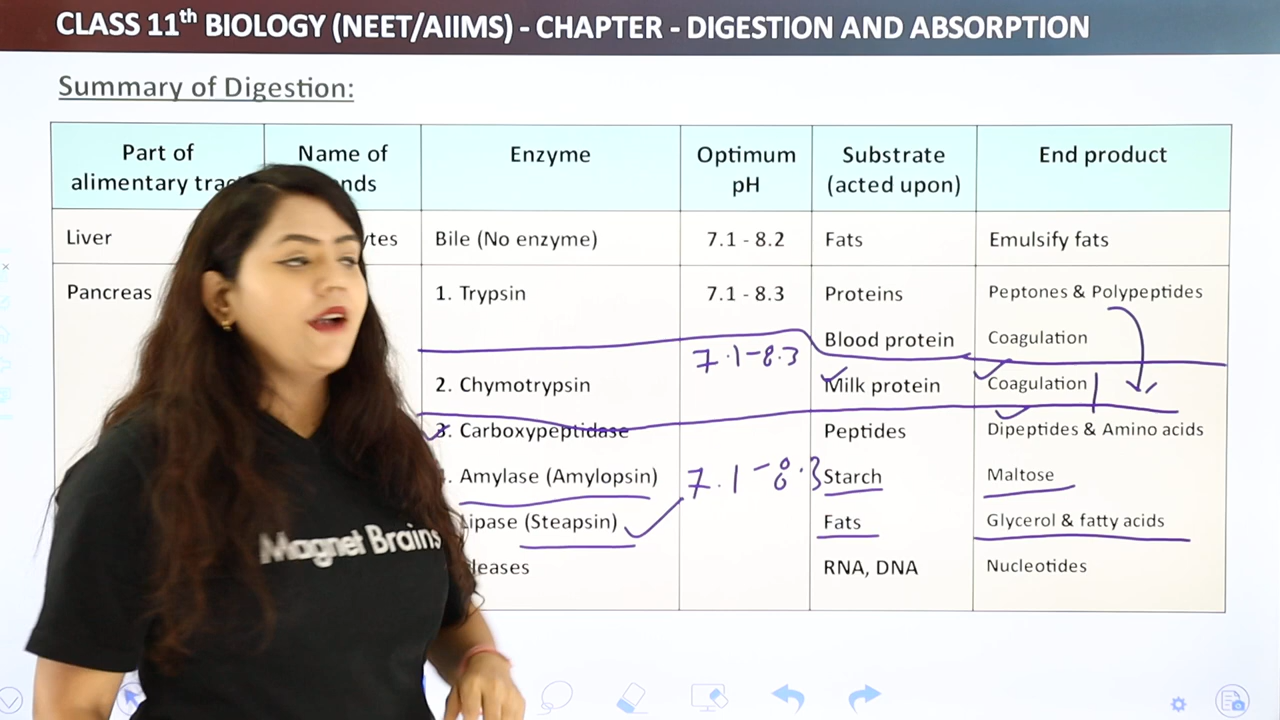 CLASS 11th BIOLOGY (NEET/AIIMS) - CHAPTER - DIGESTION AND ABSORPTION
Summary of Digestion:
Part of Name of Enzyme Optimum Substrate End product
alimentary pH (acted upon)
Liver Bile (No enzyme) 7.1 - 8.2 Fats Emulsify fats
Pancreas 1. Trypsin 7.1 - 8.3 Proteins Peptones & Polypeptides
Blood protein Coagulation
7.1-8.3
2. Chymotrypsin Milk protein Coagulation
3. Carboxypeptidase Peptides Dipeptides & Amino acids
Amylase (Amylopsin) 7.1-8.3 Starch Maltose
Lipase (Steapsin) Fats Glycerol & fatty acids
RNA, DNA Nucleotides
Magnet Brains